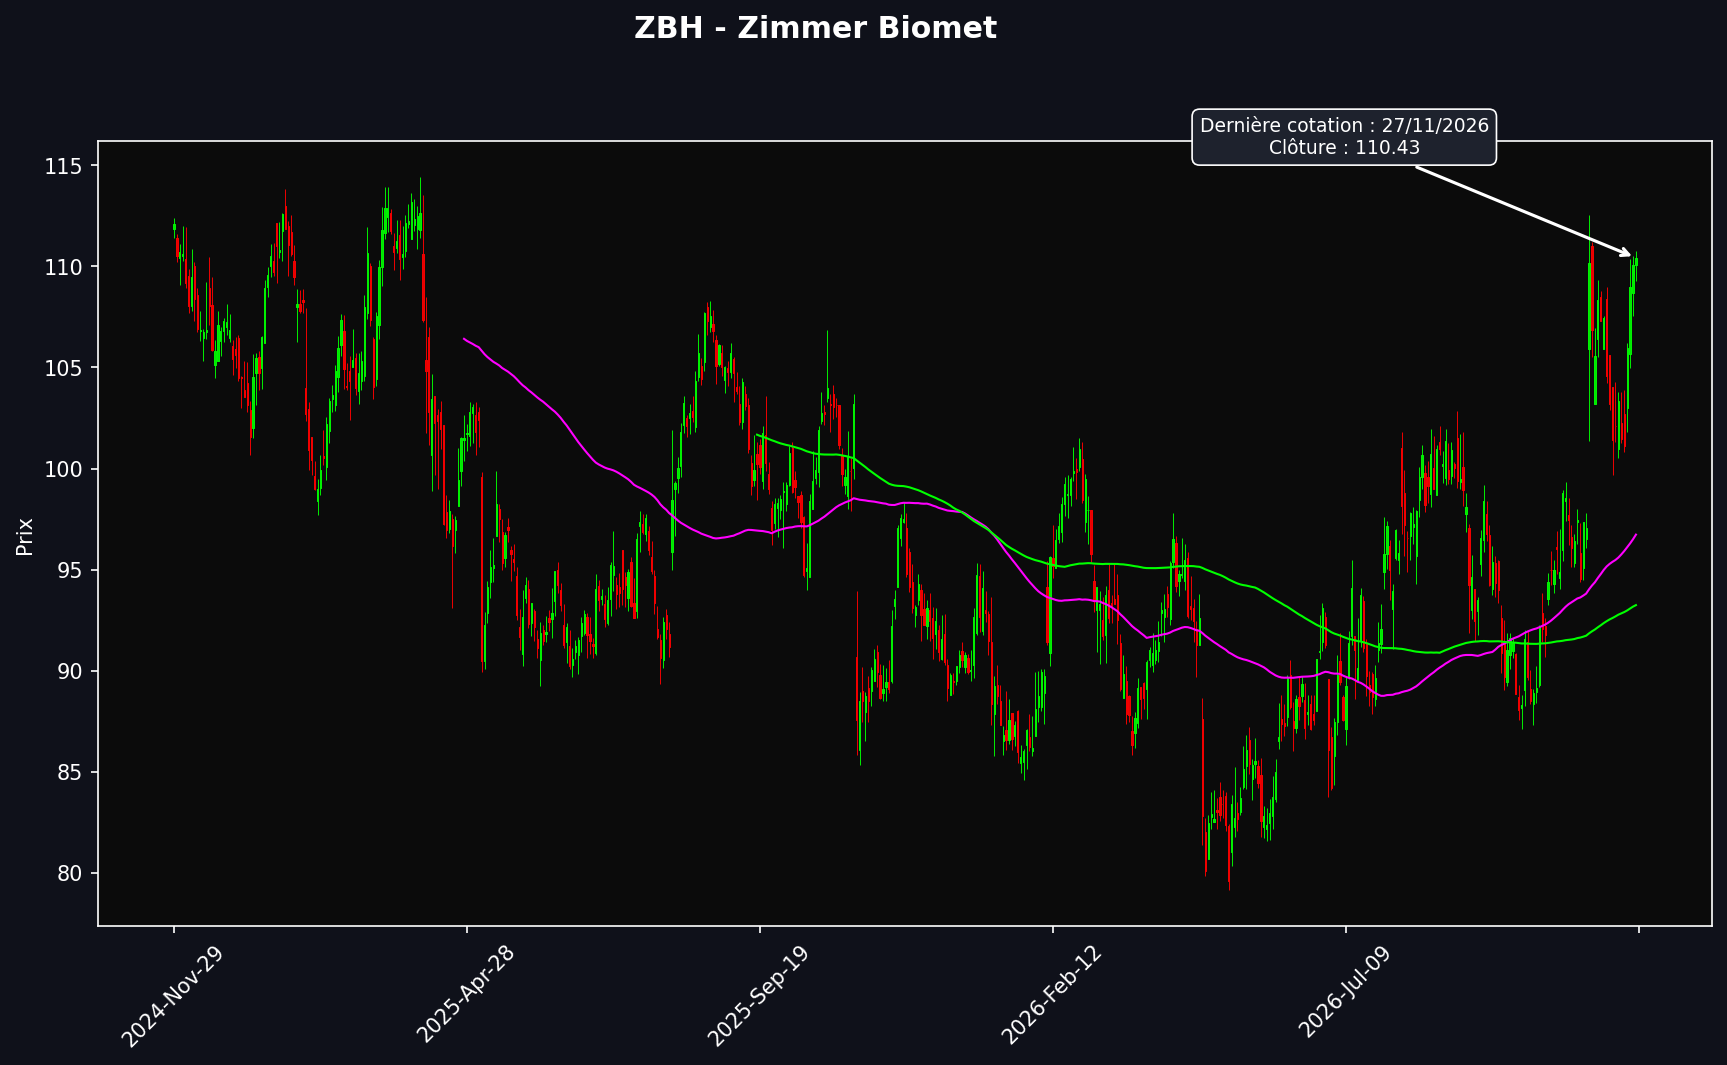 ZBH - Zimmer Biomet
Dernière cotation : 27/11/2026
Clôture : 110.43
115
110
105
100
95
90
85
80
Prix
2024-Nov-29
2025-Apr-28
2025-Sep-19
2026-Feb-12
2026-Jul-09